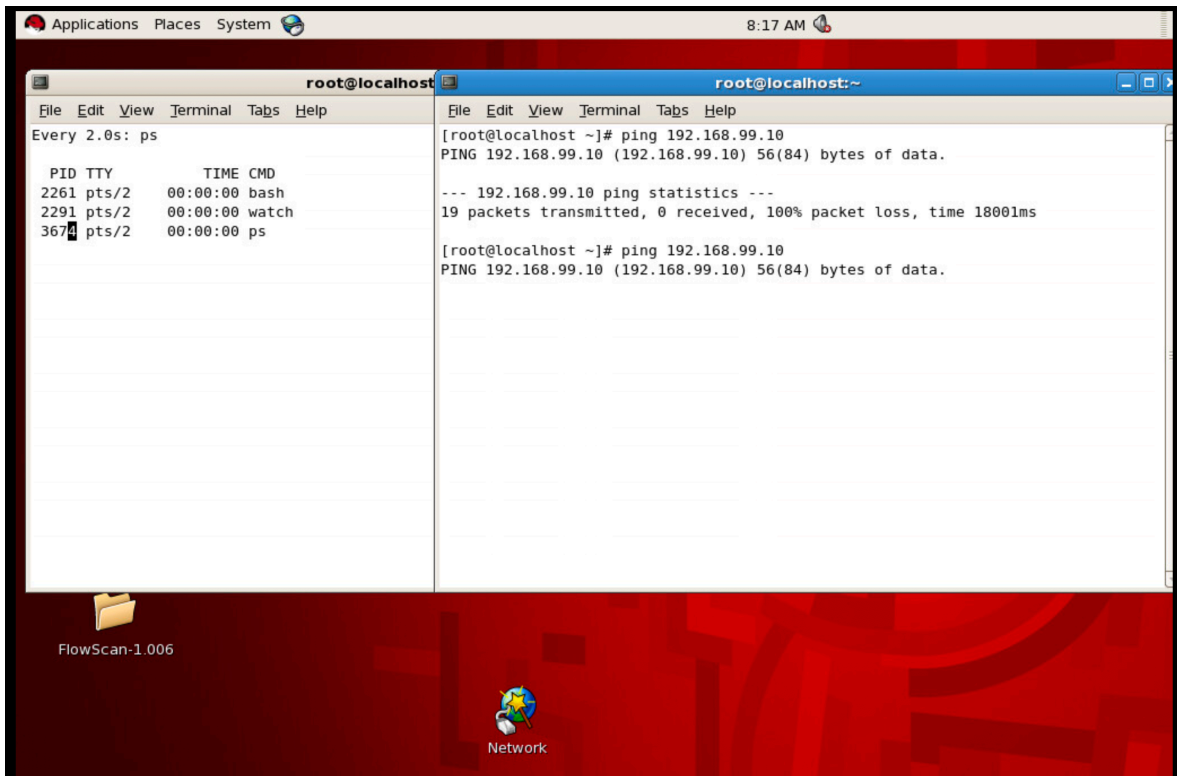 Applications Places System 8:17 AM
root@localhost
File Edit View Terminal Tabs Help
Every 2.0s: ps
PID TTY TIME CMD
2261 pts/2 00:00:00 bash
2291 pts/2 00:00:00 watch
3674 pts/2 00:00:00 ps
root@localhost:~
File Edit View Terminal Tabs Help
[root@localhost ~]# ping 192.168.99.10
PING 192.168.99.10 (192.168.99.10) 56(84) bytes of data.
--- 192.168.99.10 ping statistics ---
19 packets transmitted, 0 received, 100% packet loss, time 18001ms
[root@localhost ~]# ping 192.168.99.10
PING 192.168.99.10 (192.168.99.10) 56(84) bytes of data.
FlowScan-1.006
Network